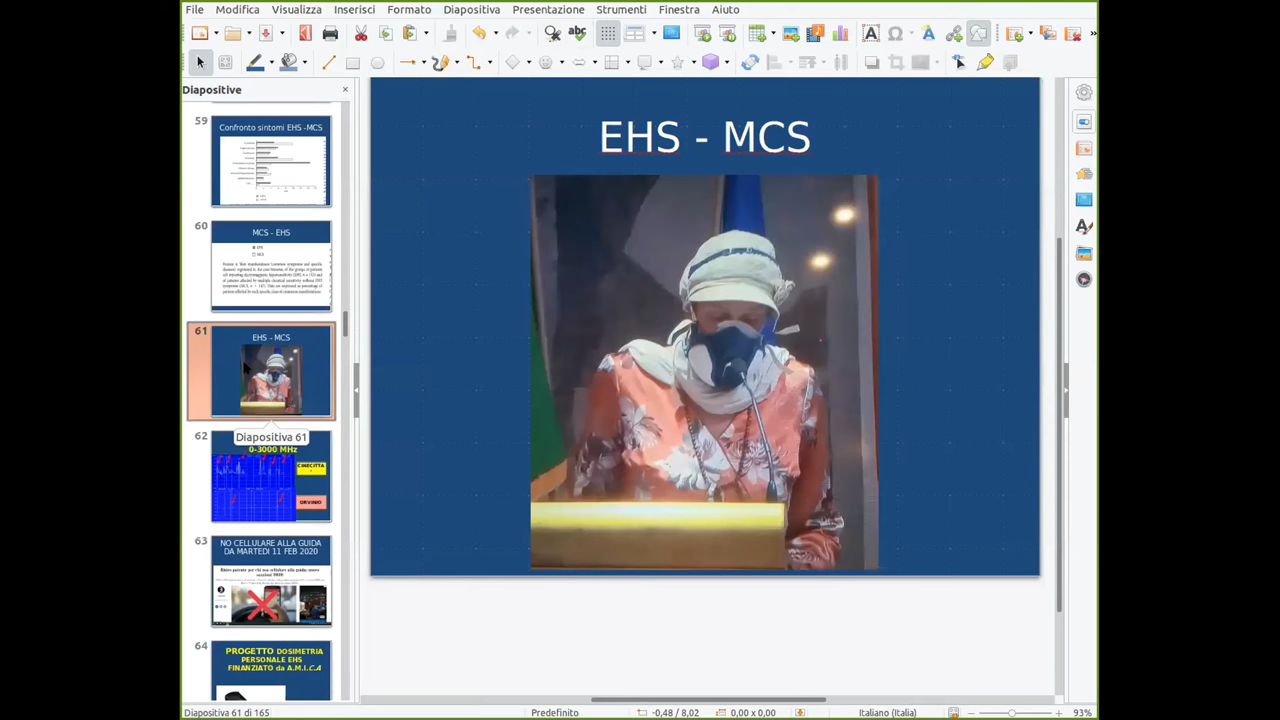 File Modifica Visualizza Inserisci Formato Diapositiva Presentazione Strumenti Finestra Aiuto
Diapositive
59
Confronto sintomi EHS -MCS
60
MCS - EHS
61
EHS - MCS
Diapositiva 61
62
0-3000 MHz
CINECITTA'
ORVINIO
63
NO CELLULARE ALLA GUIDA
DA MARTEDI 11 FEB 2020
64
PROGETTO DOSIMETRIA
PERSONALE EHS
FINANZIATO da A.M.I.C.A
EHS - MCS
Diapositiva 61 di 165
Predefinito
-0,48 / 8,02
0,00 x 0,00
Italiano (Italia)
93%